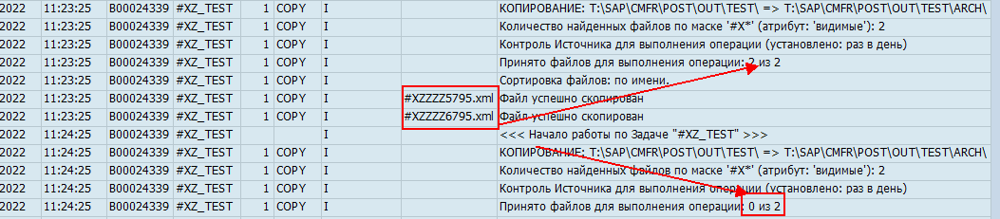 2022 11:23:25 B00024339 #XZ_TEST 1 COPY I КОПИРОВАНИЕ: T:\SAP\CMFR\POST\OUT\TEST\ => T:\SAP\CMFR\POST\OUT\TEST\ARCH\
2022 11:23:25 B00024339 #XZ_TEST 1 COPY I Количество найденных файлов по маске '#X*' (атрибут: 'видимые'): 2
2022 11:23:25 B00024339 #XZ_TEST 1 COPY I Контроль Источника для выполнения операции (установлено: раз в день)
2022 11:23:25 B00024339 #XZ_TEST 1 COPY I Принято файлов для выполнения операции: 2 из 2
2022 11:23:25 B00024339 #XZ_TEST 1 COPY I Сортировка файлов: по имени.
2022 11:23:25 B00024339 #XZ_TEST 1 COPY I #XZZZZ5795.xml Файл успешно скопирован
2022 11:23:25 B00024339 #XZ_TEST 1 COPY I #XZZZZ6795.xml Файл успешно скопирован
2022 11:24:25 B00024339 #XZ_TEST I <<< Начало работы по Задаче "#XZ_TEST" >>>
2022 11:24:25 B00024339 #XZ_TEST 1 COPY I КОПИРОВАНИЕ: T:\SAP\CMFR\POST\OUT\TEST\ => T:\SAP\CMFR\POST\OUT\TEST\ARCH\
2022 11:24:25 B00024339 #XZ_TEST 1 COPY I Количество найденных файлов по маске '#X*' (атрибут: 'видимые'): 2
2022 11:24:25 B00024339 #XZ_TEST 1 COPY I Контроль Источника для выполнения операции (установлено: раз в день)
2022 11:24:25 B00024339 #XZ_TEST 1 COPY I Принято файлов для выполнения операции: 0 из 2